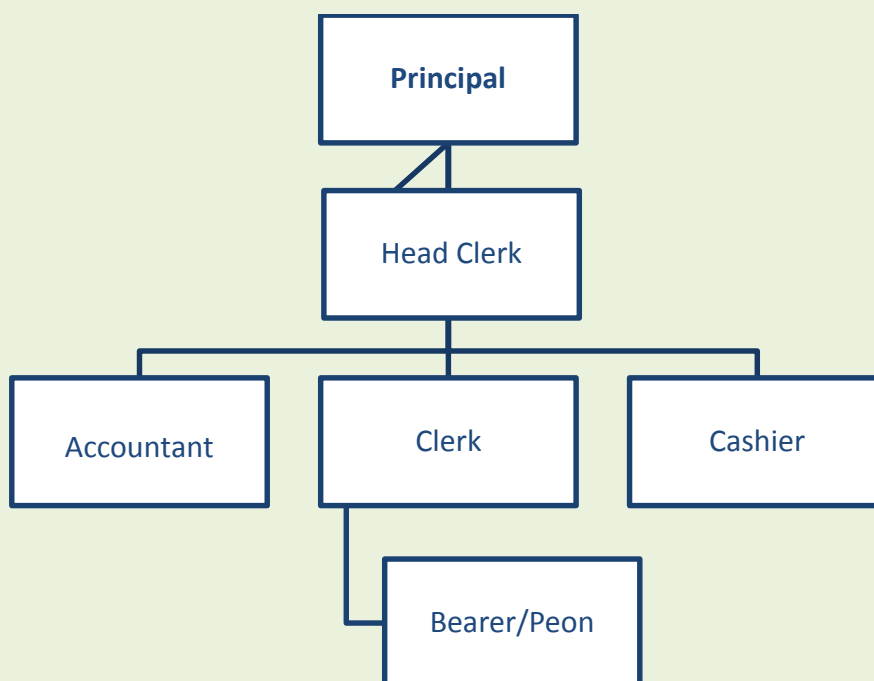 Principal
Head Clerk
Accountant
Clerk
Cashier
Bearer/Peon